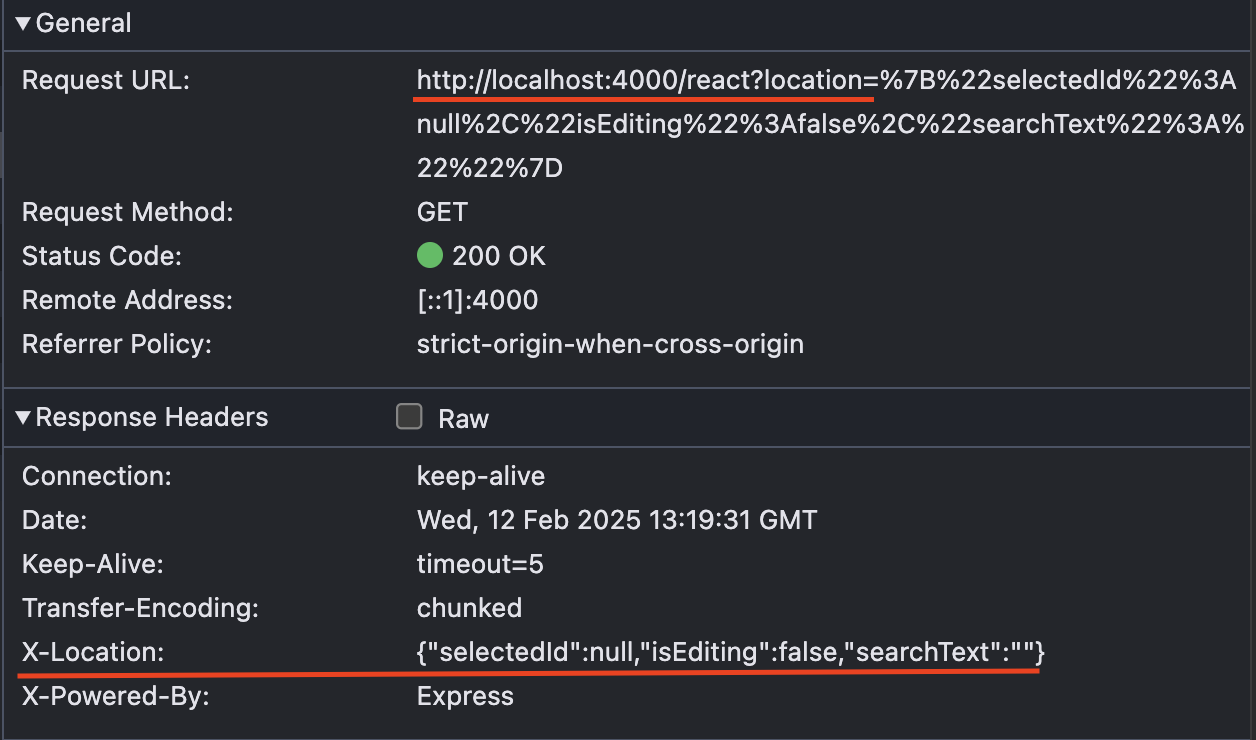 General
Request URL: http://localhost:4000/react?location=%7B%22selectedId%22%3A
null%2C%22isEditing%22%3Afalse%2C%22searchText%22%3A%
22%22%7D
Request Method: GET
Status Code: 200 OK
Remote Address: [::1]:4000
Referrer Policy: strict-origin-when-cross-origin
Response Headers Raw
Connection: keep-alive
Date: Wed, 12 Feb 2025 13:19:31 GMT
Keep-Alive: timeout=5
Transfer-Encoding: chunked
X-Location: {"selectedId":null,"isEditing":false,"searchText":""}
X-Powered-By: Express